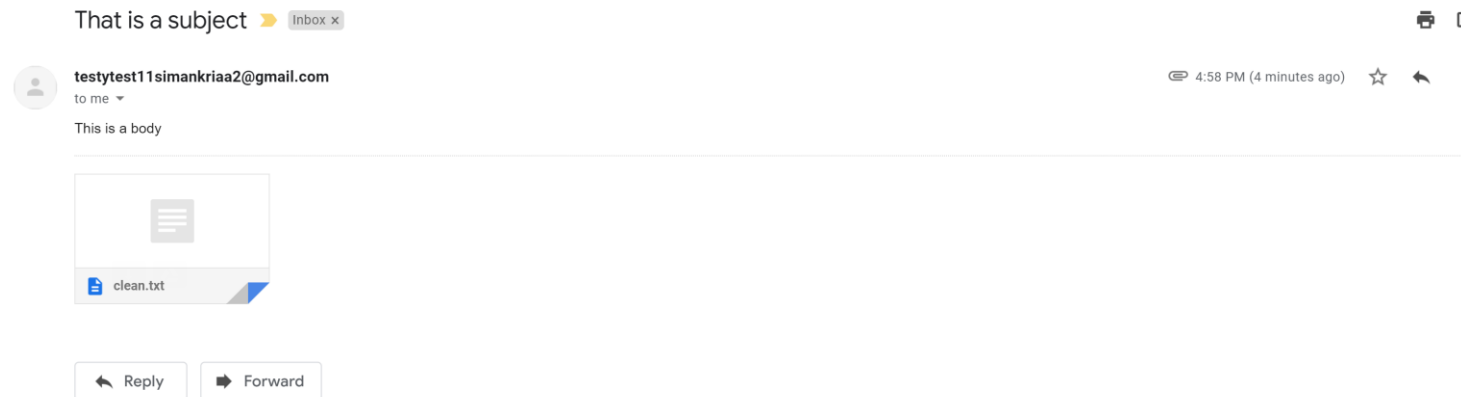 That is a subject Inbox x
testytest11simankriaa2@gmail.com 4:58 PM (4 minutes ago)
to me
This is a body
clean.txt
Reply Forward